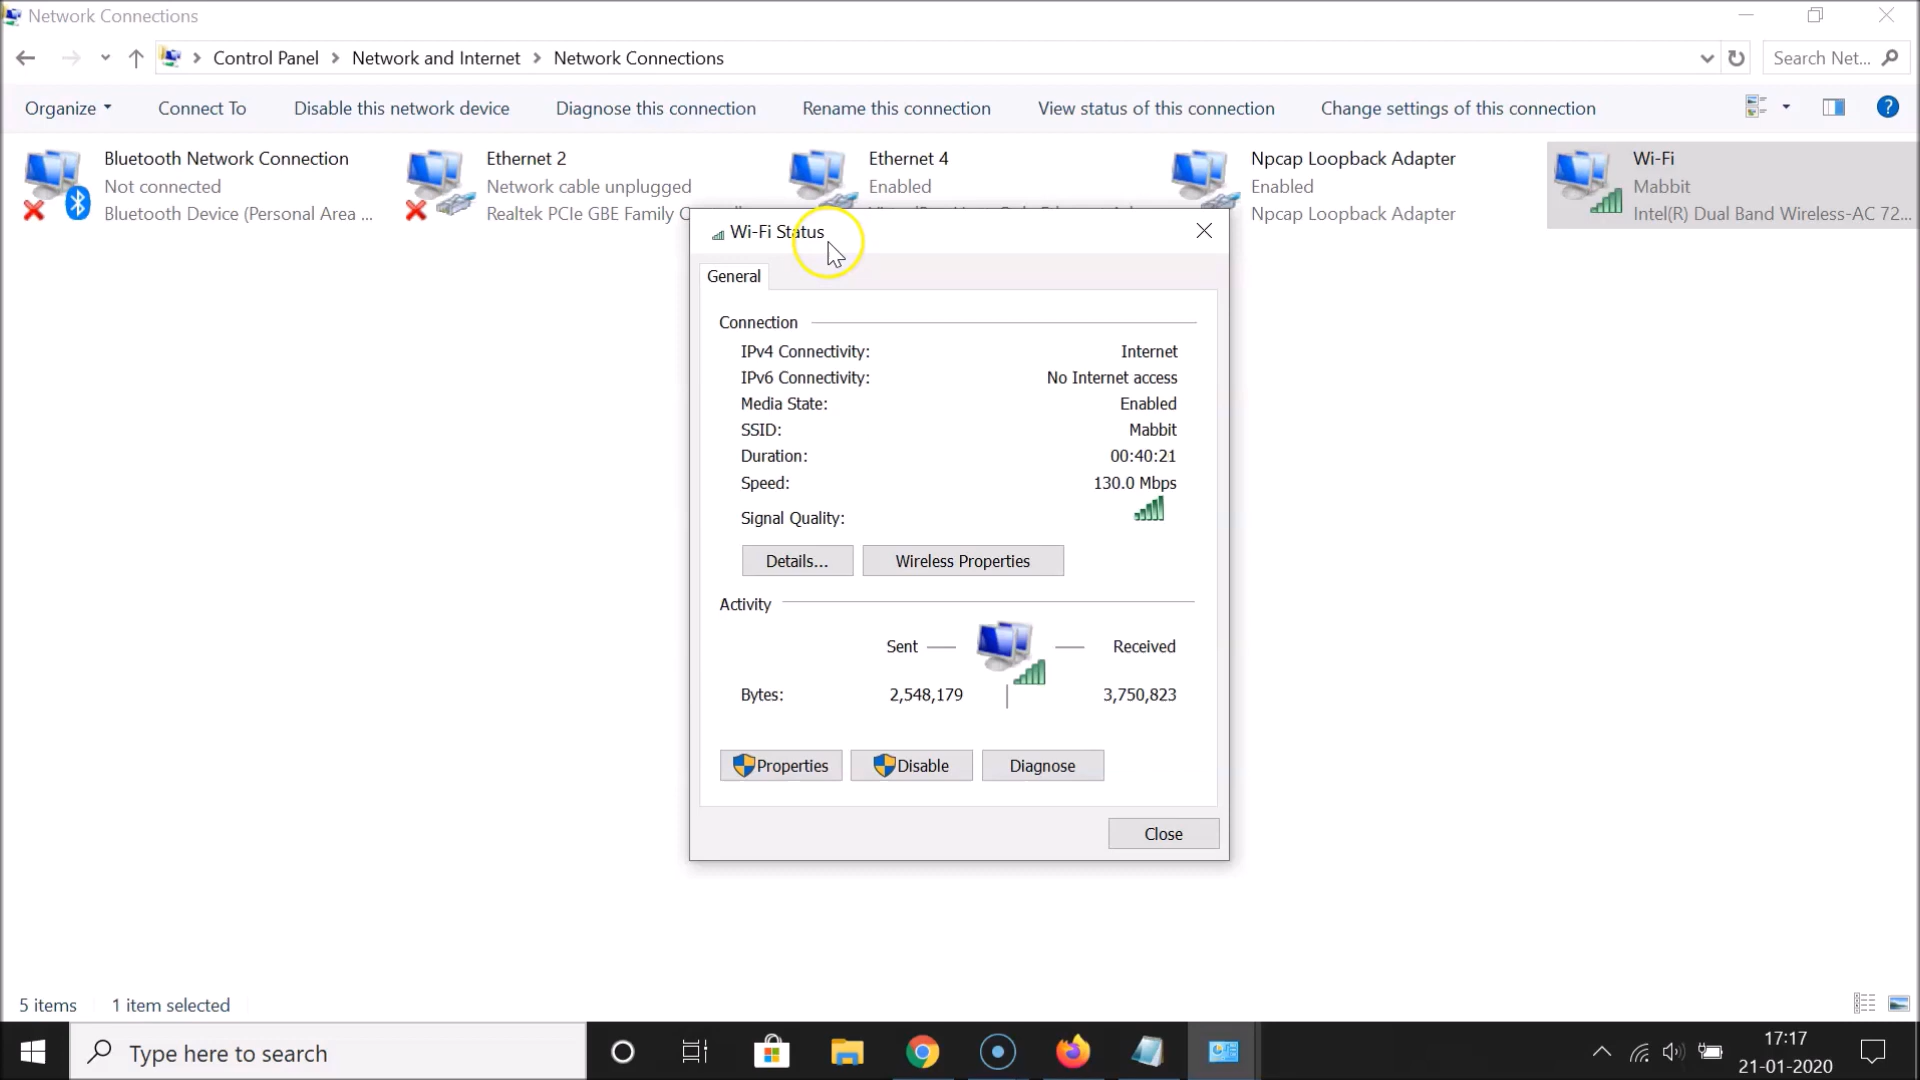 Network Connections
Control Panel > Network and Internet > Network Connections
Search Net...
Organize Connect To Disable this network device Diagnose this connection Rename this connection View status of this connection Change settings of this connection
Bluetooth Network Connection
Not connected
Bluetooth Device (Personal Area ...
Ethernet 2
Network cable unplugged
Realtek PCIe GBE Family
Ethernet 4
Enabled
Npcap Loopback Adapter
Enabled
Npcap Loopback Adapter
Wi-Fi
Mabbit
Intel(R) Dual Band Wireless-AC 72...
Wi-Fi Status
General
Connection
IPv4 Connectivity: Internet
IPv6 Connectivity: No Internet access
Media State: Enabled
SSID: Mabbit
Duration: 00:40:21
Speed: 130.0 Mbps
Signal Quality:
Details... Wireless Properties
Activity
Sent Received
Bytes: 2,548,179 3,750,823
Properties Disable Diagnose
Close
5 items 1 item selected
Type here to search
17:17
21-01-2020